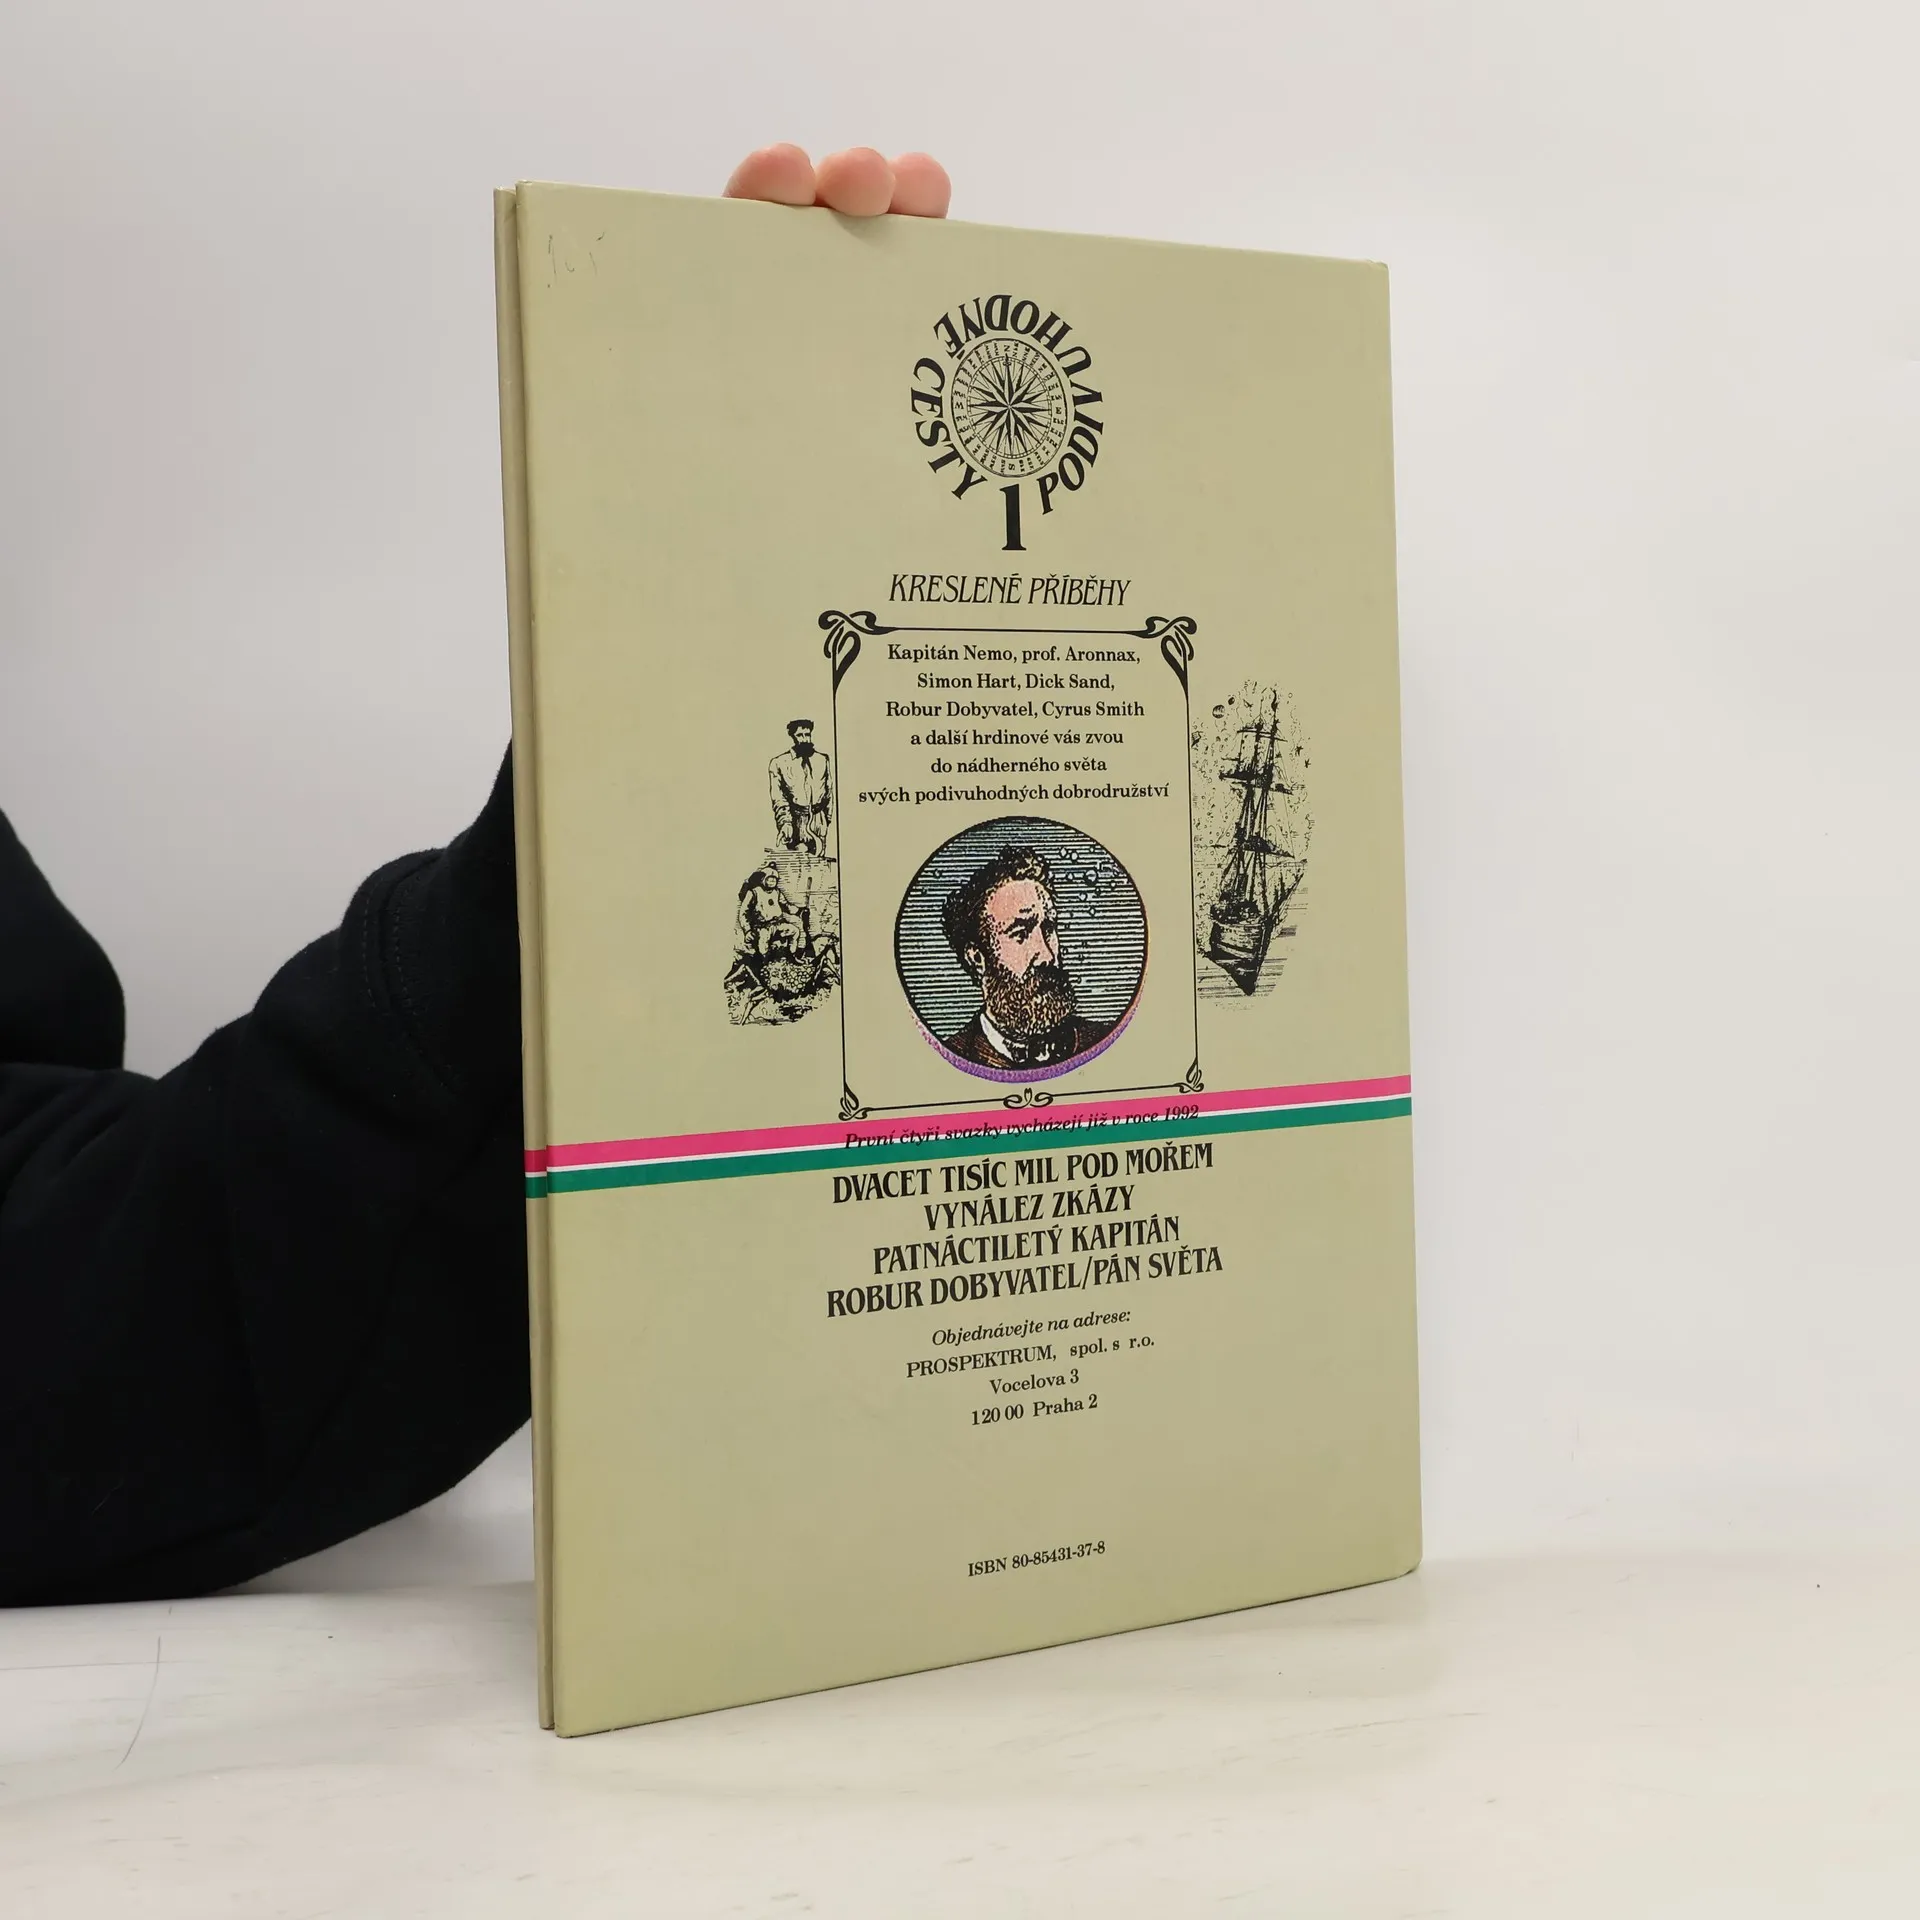 PODIVUHODNÉ CESTY
1
KRESLENÉ PŘÍBĚHY
Kapitán Nemo, prof. Aronnax,
Simon Hart, Dick Sand,
Robur Dobyvatel, Cyrus Smith
a další hrdinové vás zvou
do nádherného světa
svých podivuhodných dobrodružství
První čtyři svazky vycházejí již v roce 1992
DVACET TISÍC MIL POD MOŘEM
VYNÁLEZ ZKÁZY
PATNÁCTILETÝ KAPITÁN
ROBUR DOBYVATEL/PÁN SVĚTA
Objednávejte na adrese:
PROSPEKTRUM, spol. s r.o.
Vocelova 3
120 00 Praha 2
ISBN 80-85431-37-8